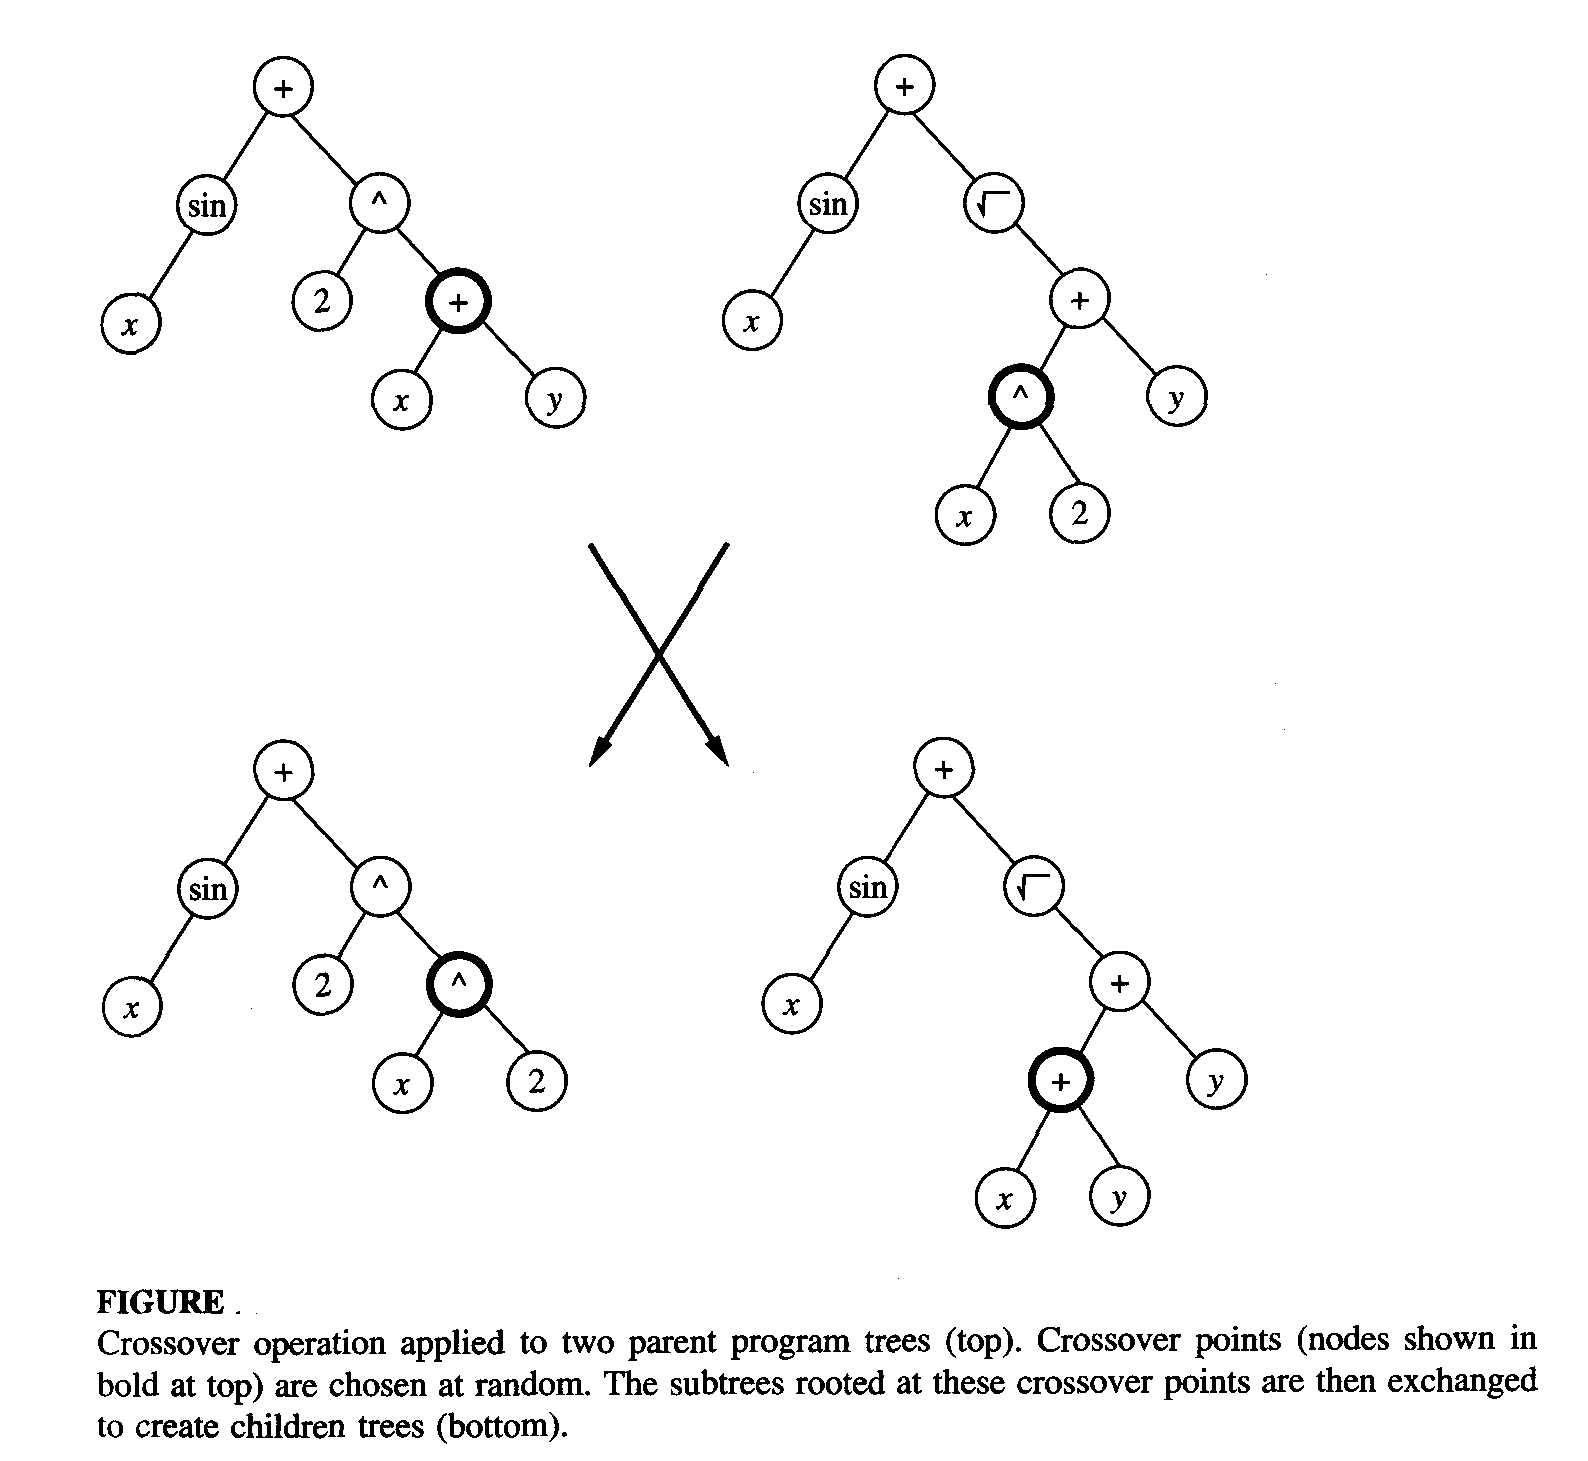 + +
sin ^ sin √
x 2 + x +
x y ^ y
x 2
+ +
sin ^ sin √
x 2 ^ x +
x 2 + y
x y
FIGURE .
Crossover operation applied to two parent program trees (top). Crossover points (nodes shown in
bold at top) are chosen at random. The subtrees rooted at these crossover points are then exchanged
to create children trees (bottom).